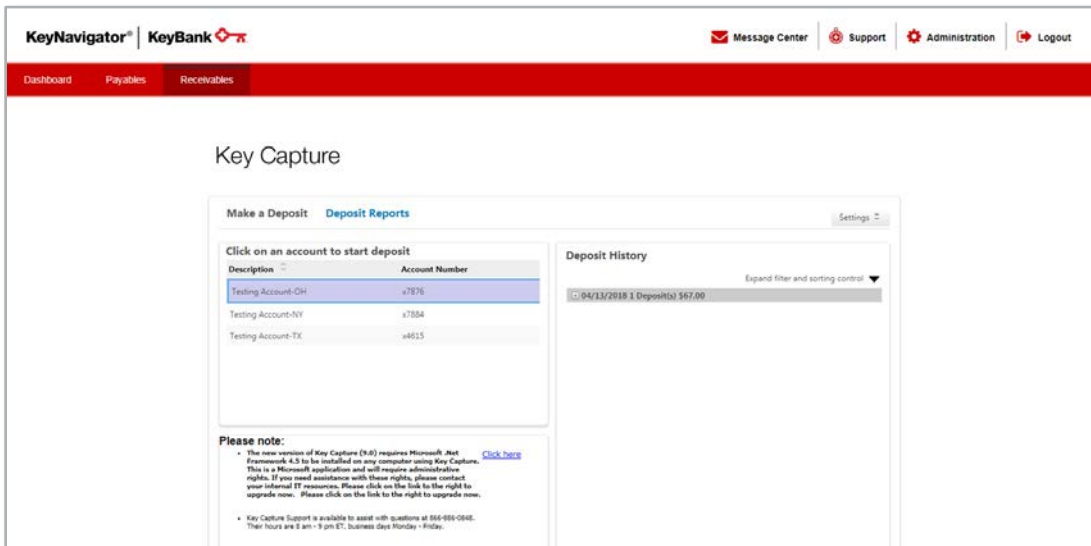 KeyNavigator® | KeyBank
Message Center
Support
Administration
Logout
Dashboard
Payables
Receivables
Key Capture
Make a Deposit
Deposit Reports
Settings
Click on an account to start deposit
Description
Account Number
Testing Account-OH
x7876
Testing Account-NY
x7884
Testing Account-TX
x4615
Deposit History
Expand filter and sorting control
04/13/2018 1 Deposit(s) $67.00
Please note:
• The new version of Key Capture (9.0) requires Microsoft .Net
Framework 4.5 to be installed on any computer using Key Capture.
This is a Microsoft application and will require administrative
rights. If you need assistance with these rights, please contact
your internal IT resources. Please click on the link to the right to
upgrade now. Please click on the link to the right to upgrade now.
Click here
• Key Capture Support is available to assist with questions at 866-886-0848.
Their hours are 8 am - 9 pm ET, business days Monday - Friday.